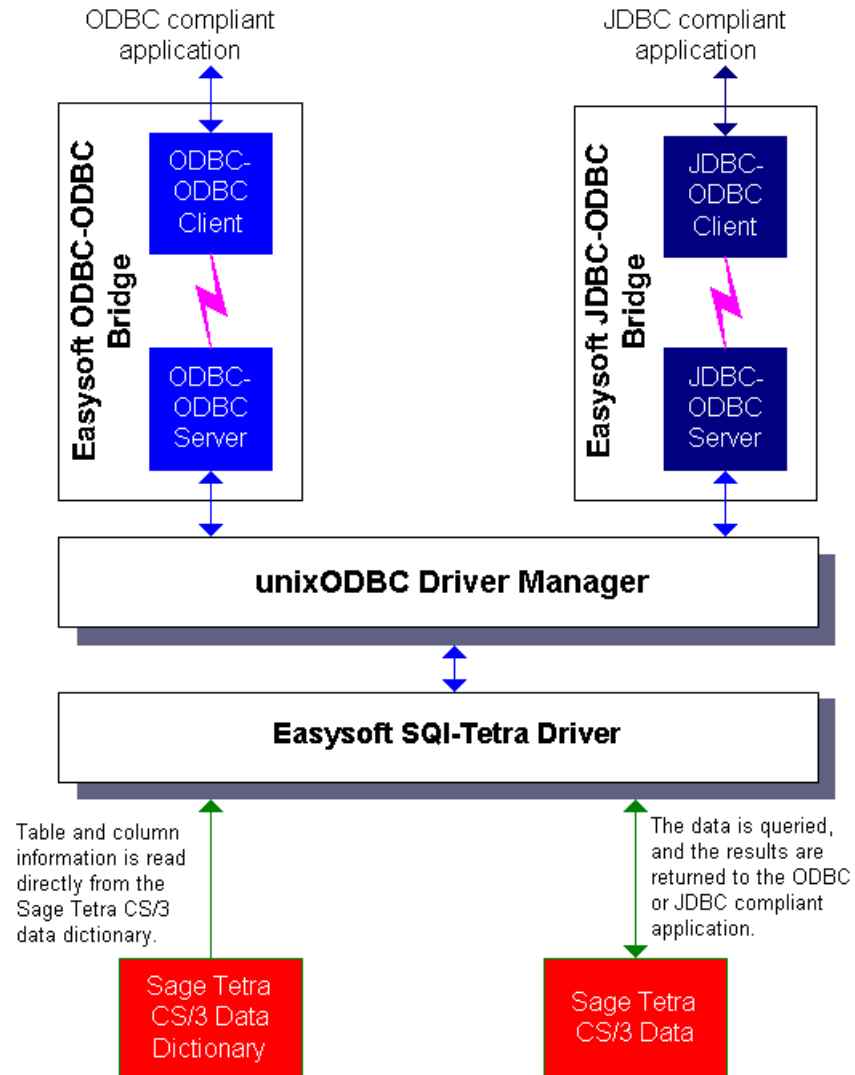 ODBC compliant
application
JDBC compliant
application
Easysoft ODBC-ODBC
Bridge
ODBC-
ODBC
Client
ODBC-
ODBC
Server
Easysoft JDBC-ODBC
Bridge
JDBC-
ODBC
Client
JDBC-
ODBC
Server
unixODBC Driver Manager
Easysoft SQI-Tetra Driver
Table and column
information is read
directly from the
Sage Tetra CS/3
data dictionary.
The data is queried,
and the results are
returned to the ODBC
or JDBC compliant
application.
Sage Tetra
CS/3 Data
Dictionary
Sage Tetra
CS/3 Data